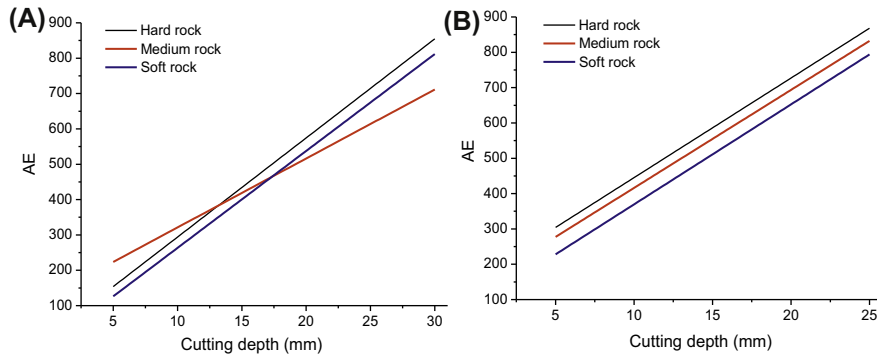 (A)
900
800
700
600
500
400
300
200
100
AE
Hard rock
Medium rock
Soft rock
5 10 15 20 25 30
Cutting depth (mm)
(B)
900
800
700
600
500
400
300
200
100
AE
Hard rock
Medium rock
Soft rock
5 10 15 20 25
Cutting depth (mm)